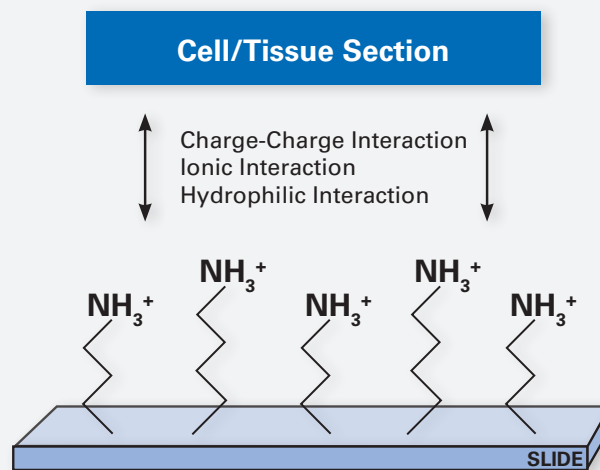 Cell/Tissue Section
Charge-Charge Interaction
Ionic Interaction
Hydrophilic Interaction
NH₃⁺ NH₃⁺
NH₃⁺ NH₃⁺ NH₃⁺
SLIDE